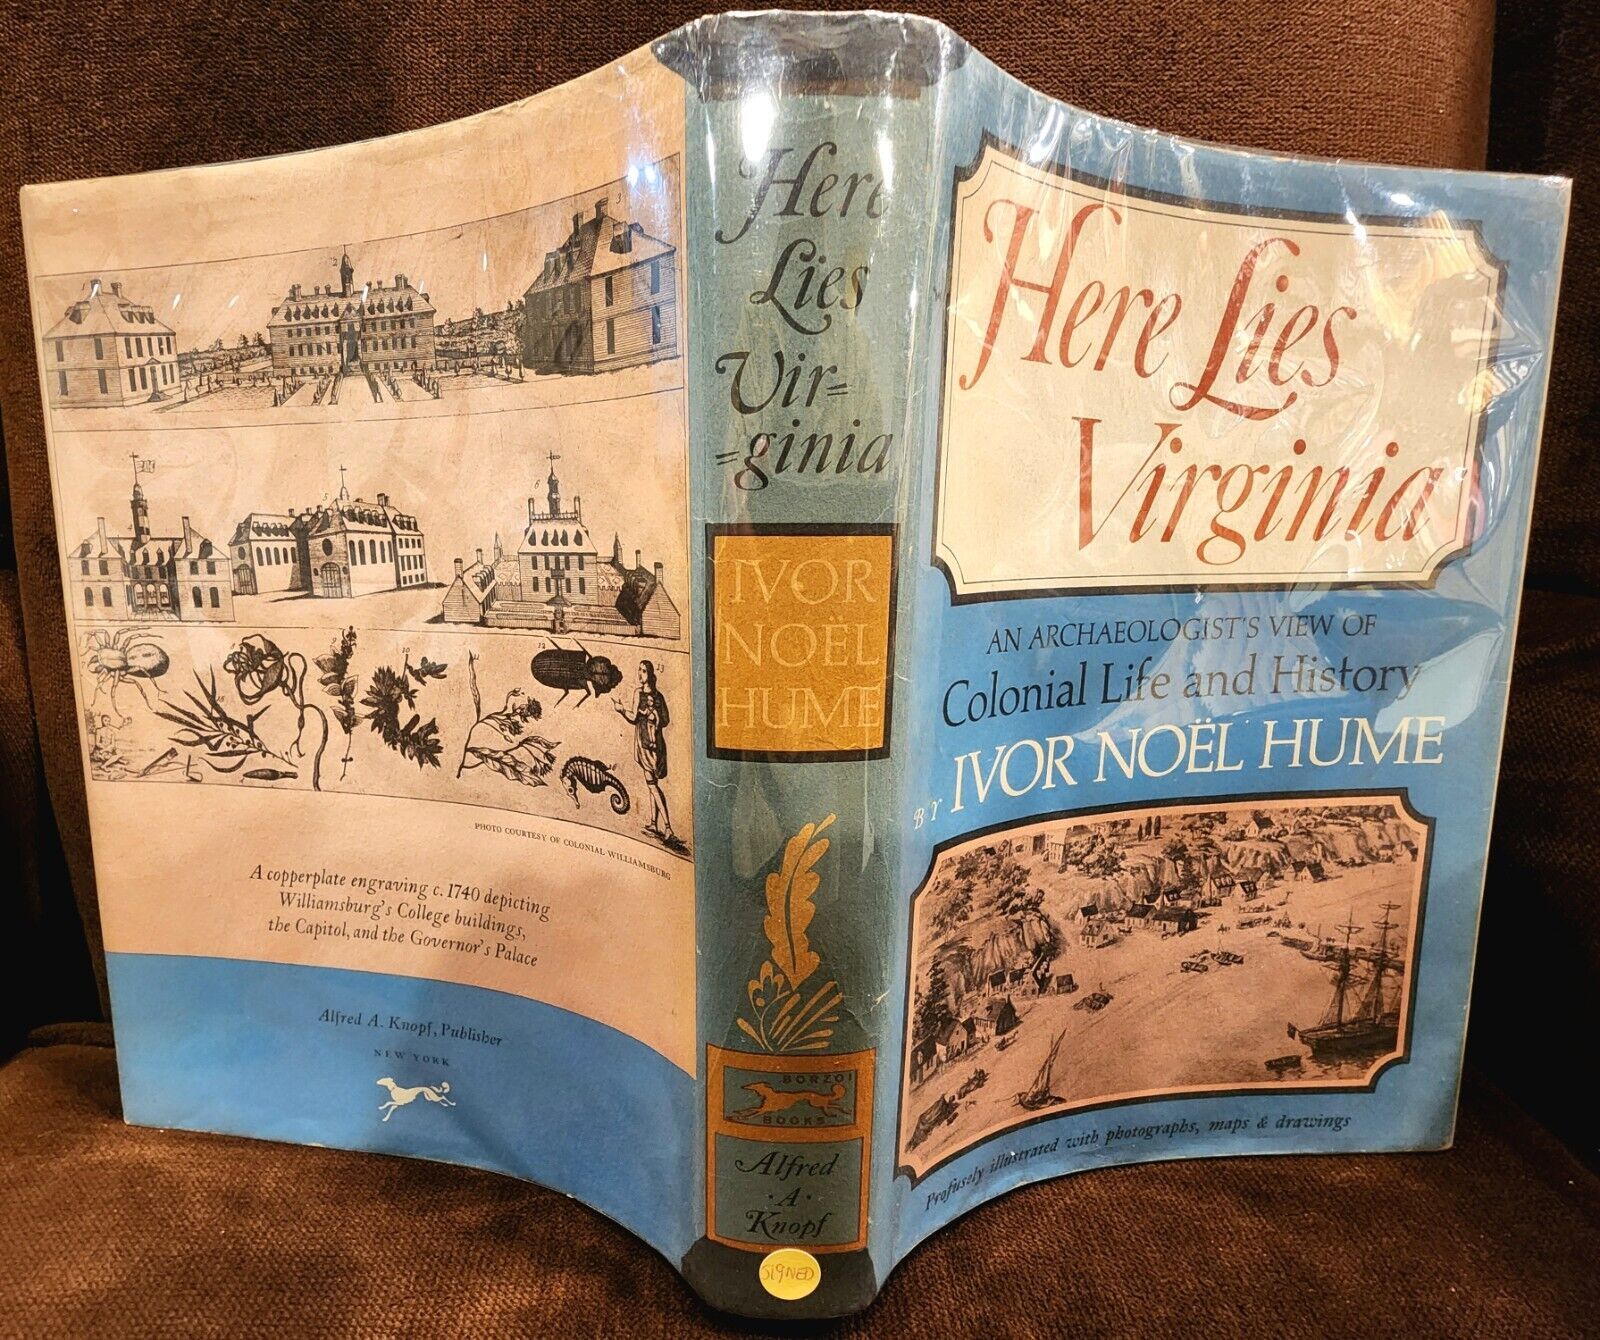 PHOTO COURTESY OF COLONIAL WILLIAMSBURG
A copperplate engraving c. 1740 depicting
Williamsburg's College buildings,
the Capitol, and the Governor's Palace
Alfred A. Knopf, Publisher
NEW YORK
Here
Lies
Vir=
=ginia
IVOR
NOËL
HUME
BORZOI
BOOKS
Alfred
·A·
Knopf
SIGNED
Here Lies
Virginia
AN ARCHAEOLOGIST'S VIEW OF
Colonial Life and History
BY IVOR NOËL HUME
Profusely illustrated with photographs, maps & drawings